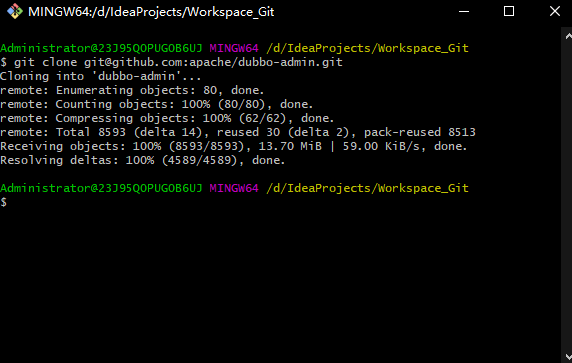 MINGW64:/d/IdeaProjects/Workspace_Git
Administrator@23J95QOPUGOB6UJ MINGW64 /d/IdeaProjects/Workspace_Git
$ git clone git@github.com:apache/dubbo-admin.git
Cloning into 'dubbo-admin'...
remote: Enumerating objects: 80, done.
remote: Counting objects: 100% (80/80), done.
remote: Compressing objects: 100% (62/62), done.
remote: Total 8593 (delta 14), reused 30 (delta 2), pack-reused 8513
Receiving objects: 100% (8593/8593), 13.70 MiB | 59.00 KiB/s, done.
Resolving deltas: 100% (4589/4589), done.
Administrator@23J95QOPUGOB6UJ MINGW64 /d/IdeaProjects/Workspace_Git
$